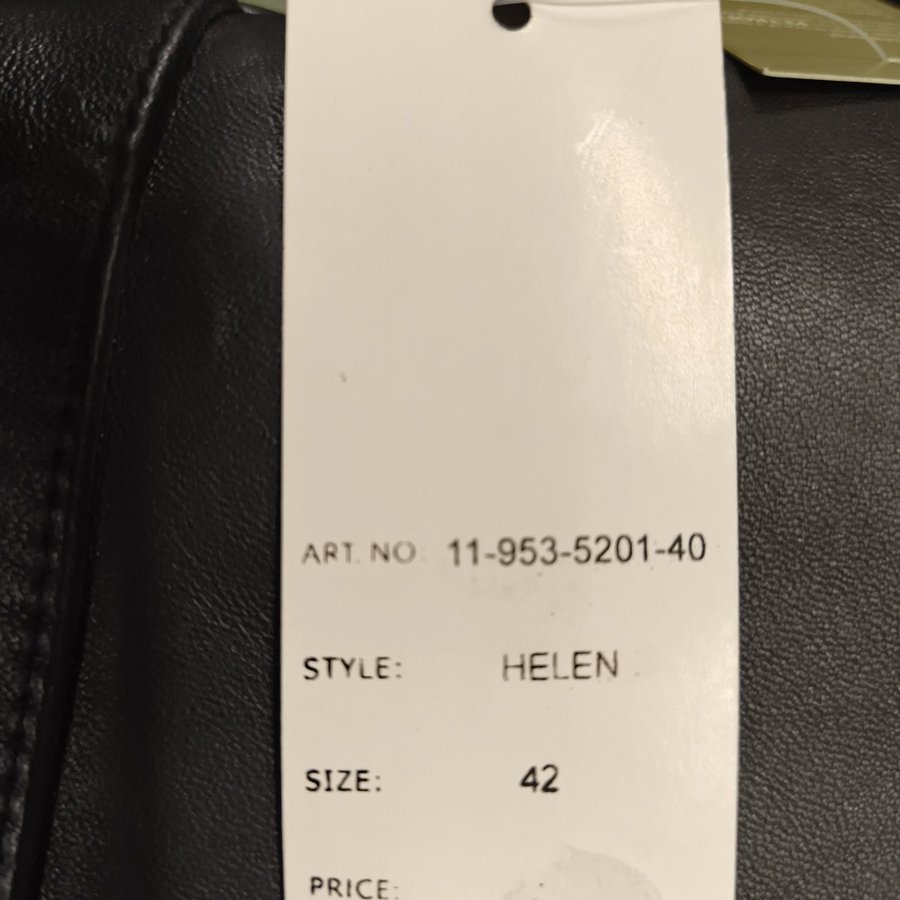 ART. NO: 11-953-5201-40
STYLE: HELEN
SIZE: 42
PRICE: